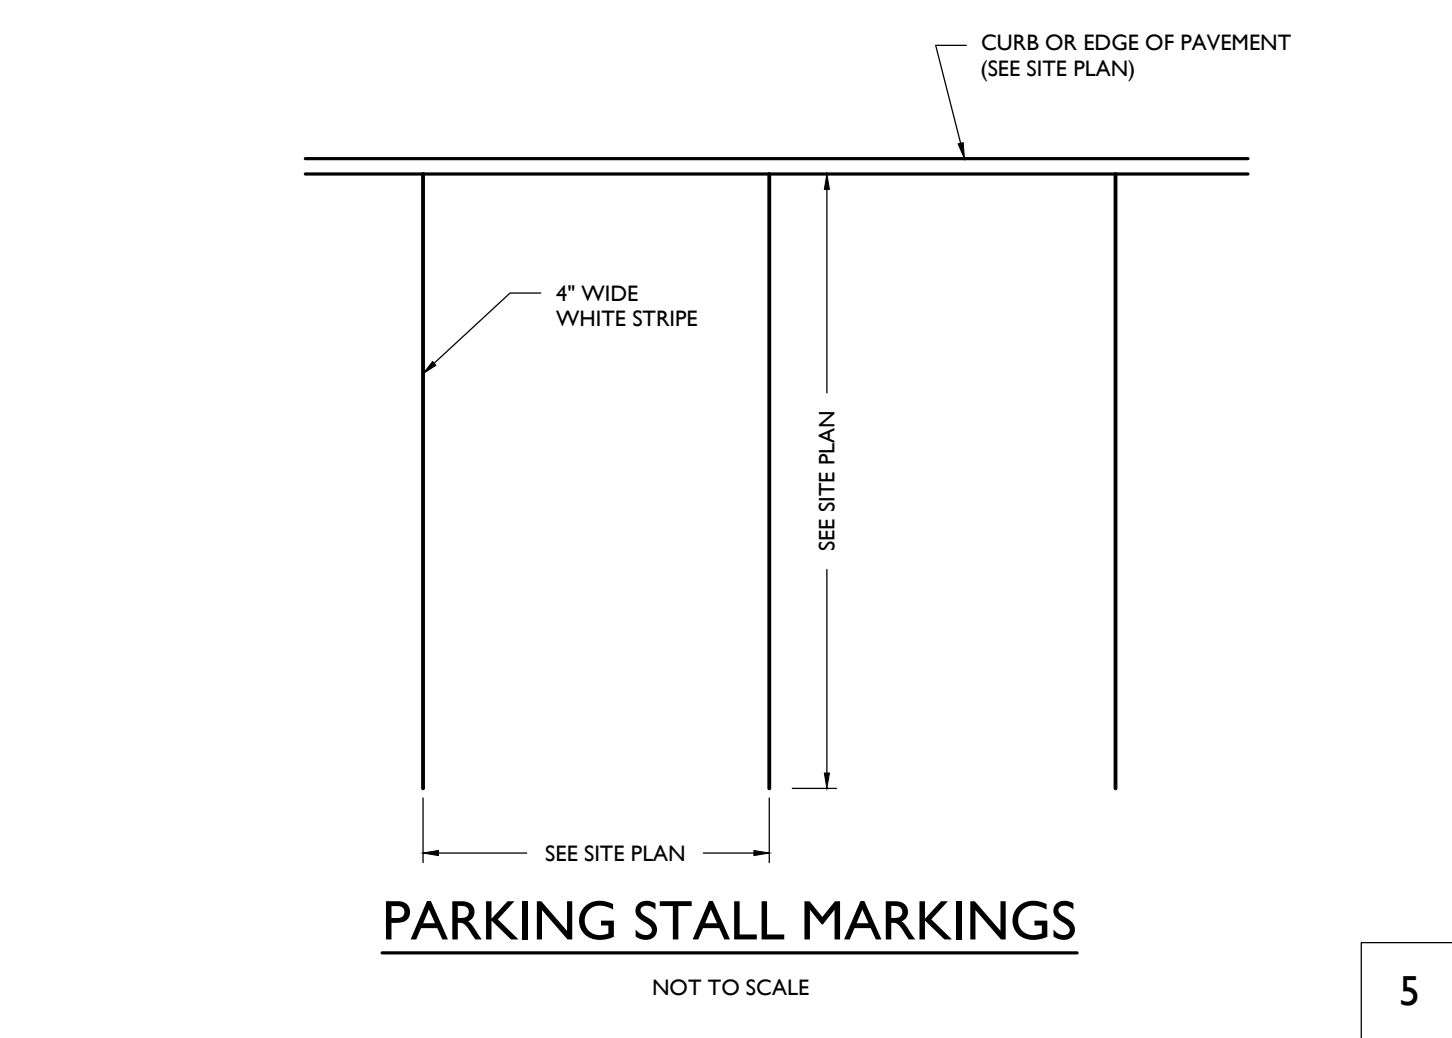 CURB OR EDGE OF PAVEMENT
(SEE SITE PLAN)
4" WIDE
WHITE STRIPE
SEE SITE PLAN
SEE SITE PLAN
PARKING STALL MARKINGS
NOT TO SCALE
5